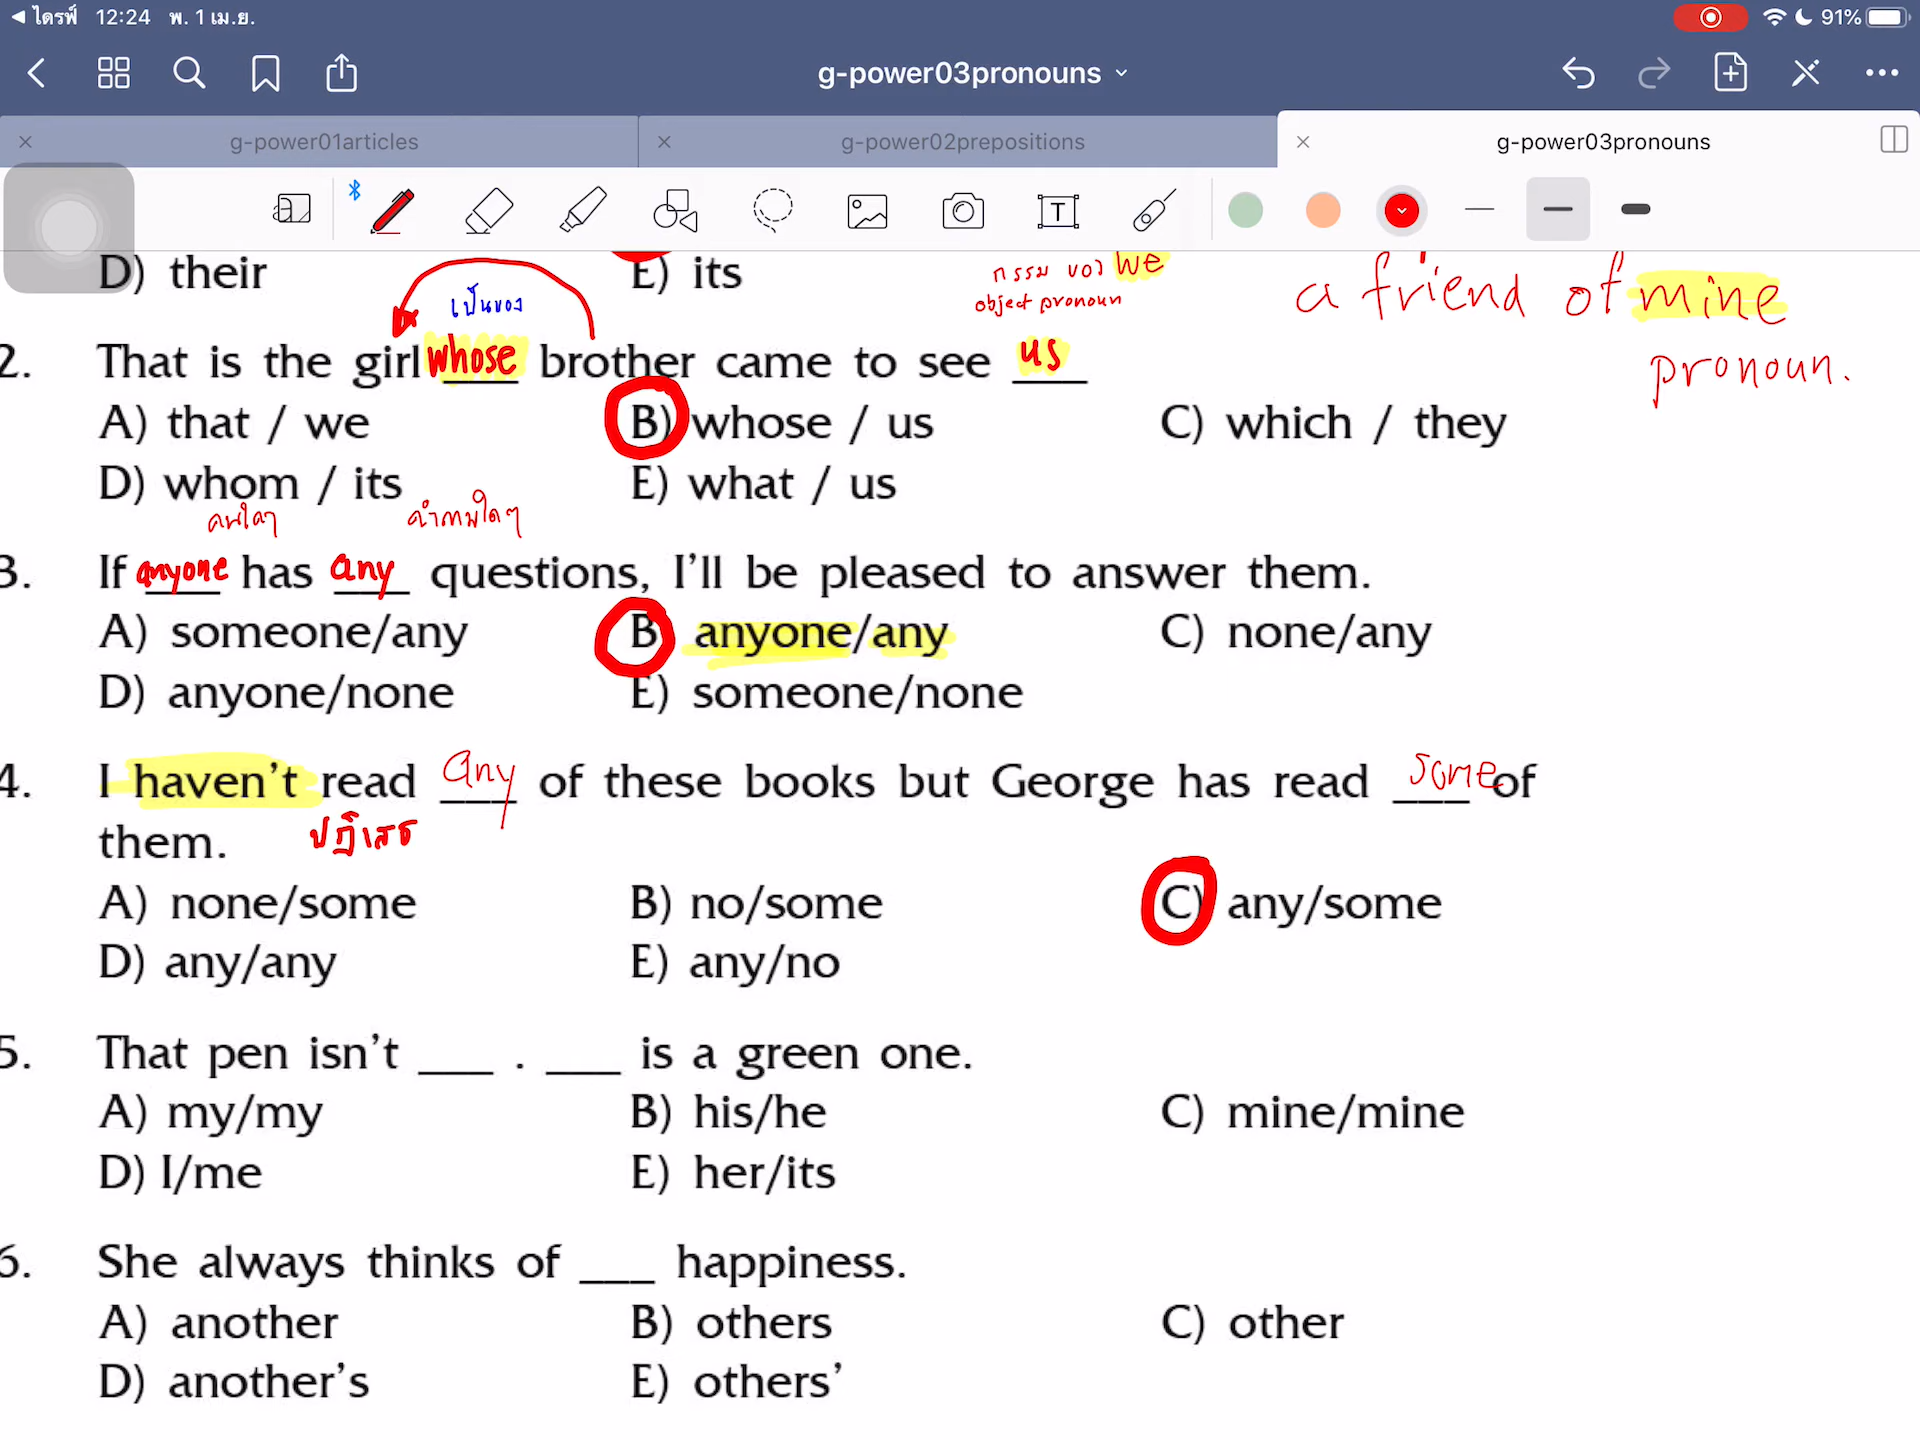 ไดรฟ์ 12:24 พ. 1 เม.ย. 91%
g-power03pronouns
g-power01articles g-power02prepositions g-power03pronouns
D) their E) its
กรรม ของ we
object pronoun
a friend of mine
pronoun.
เป็นของ
2. That is the girl whose brother came to see us
A) that / we B) whose / us C) which / they
D) whom / its E) what / us
คนใดๆ คำถามใดๆ
3. If anyone has any questions, I'll be pleased to answer them.
A) someone/any B) anyone/any C) none/any
D) anyone/none E) someone/none
4. I haven't read any of these books but George has read some of
them. ปฏิเสธ
A) none/some B) no/some C) any/some
D) any/any E) any/no
5. That pen isn't ___ . ___ is a green one.
A) my/my B) his/he C) mine/mine
D) I/me E) her/its
6. She always thinks of ___ happiness.
A) another B) others C) other
D) another's E) others'